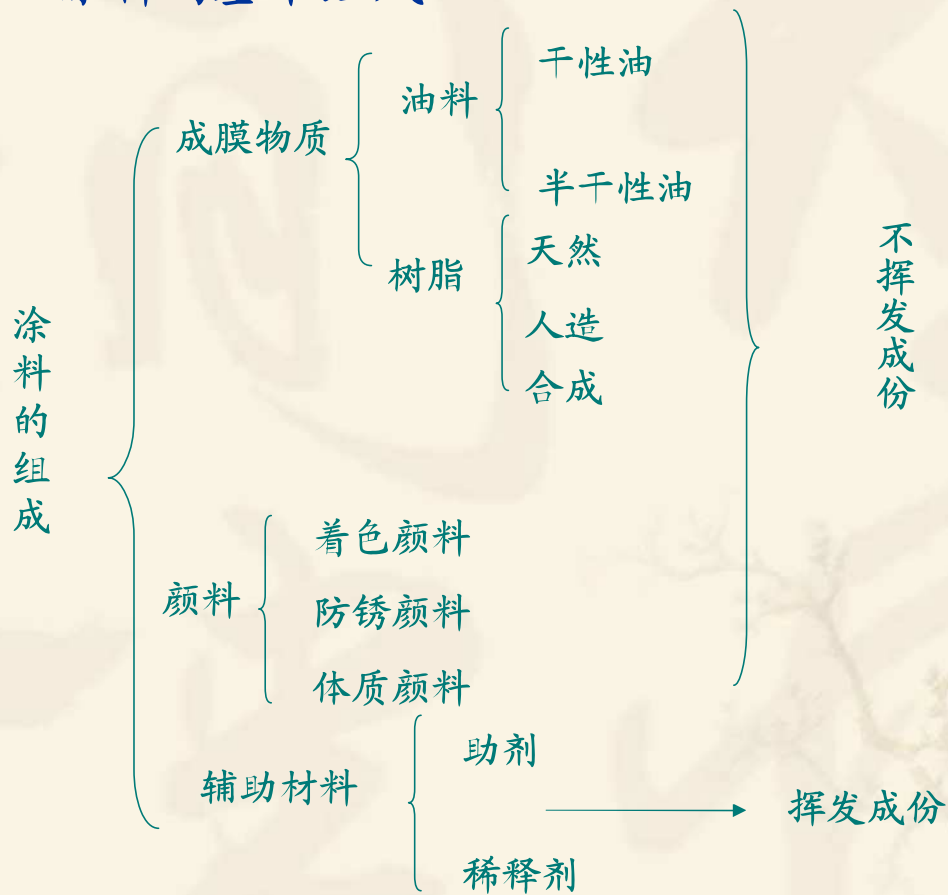 成膜物质
油料
干性油
半干性油
树脂
天然
人造
合成
不挥发成份
涂料的组成
颜料
着色颜料
防锈颜料
体质颜料
辅助材料
助剂
稀释剂
挥发成份